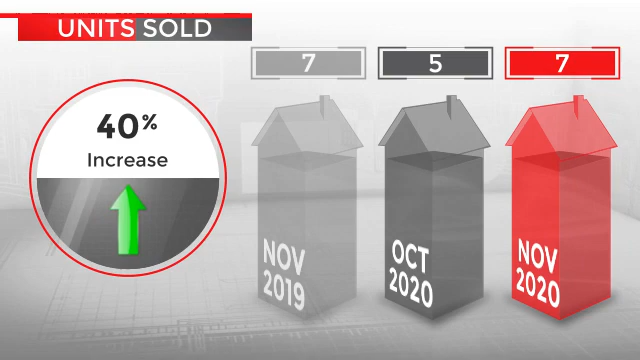 UNITS SOLD
7
5
7
40%
Increase
NOV
2019
OCT
2020
NOV
2020